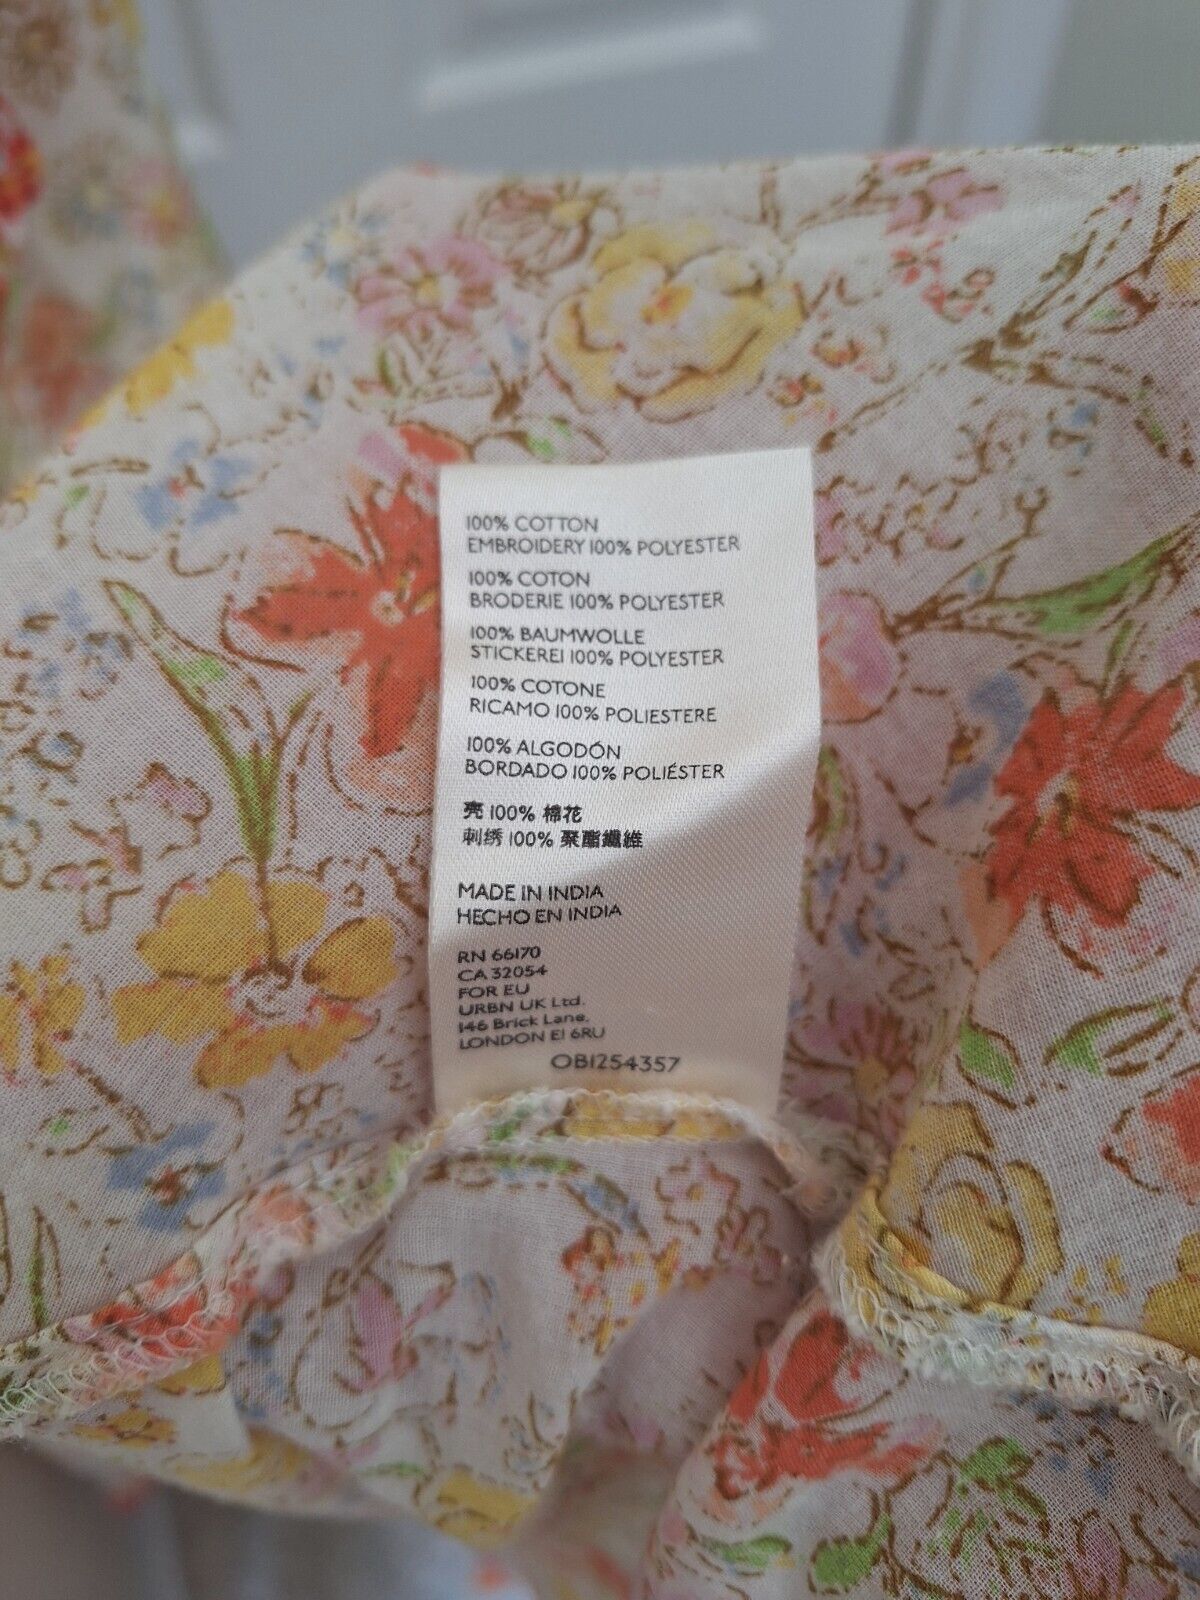 100% COTTON
EMBROIDERY 100% POLYESTER
100% COTON
BRODERIE 100% POLYESTER
100% BAUMWOLLE
STICKEREI 100% POLYESTER
100% COTONE
RICAMO 100% POLIESTERE
100% ALGODÓN
BORDADO 100% POLIÉSTER
壳 100% 棉花
刺绣 100% 聚酯纖維
MADE IN INDIA
HECHO EN INDIA
RN 66170
CA 32054
FOR EU
URBN UK Ltd.
146 Brick Lane,
LONDON E1 6RU
OB1254357